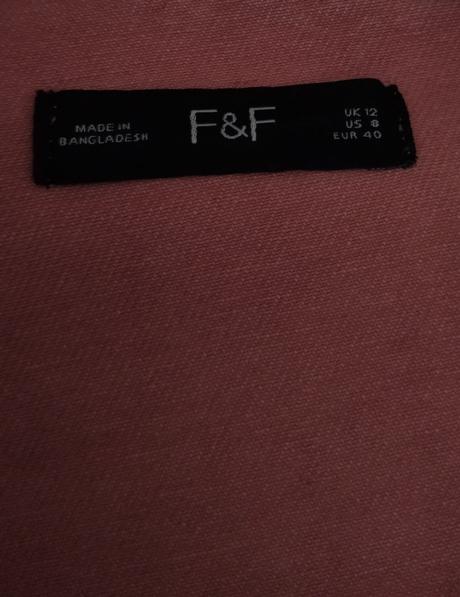 MADE IN
BANGLADESH
F&F
UK 12
US 8
EUR 40